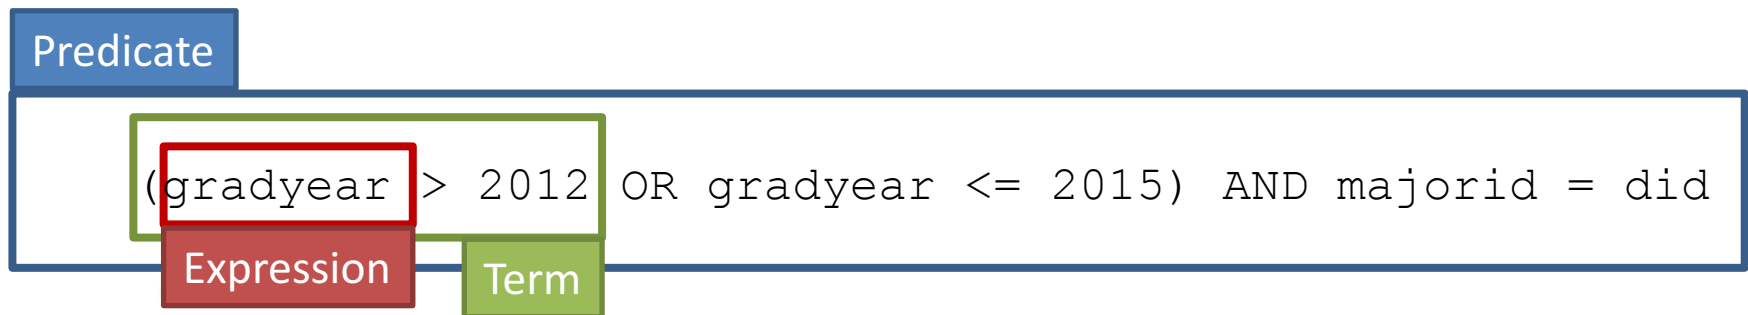 Predicate
(gradyear > 2012 OR gradyear <= 2015) AND majorid = did
Expression
Term